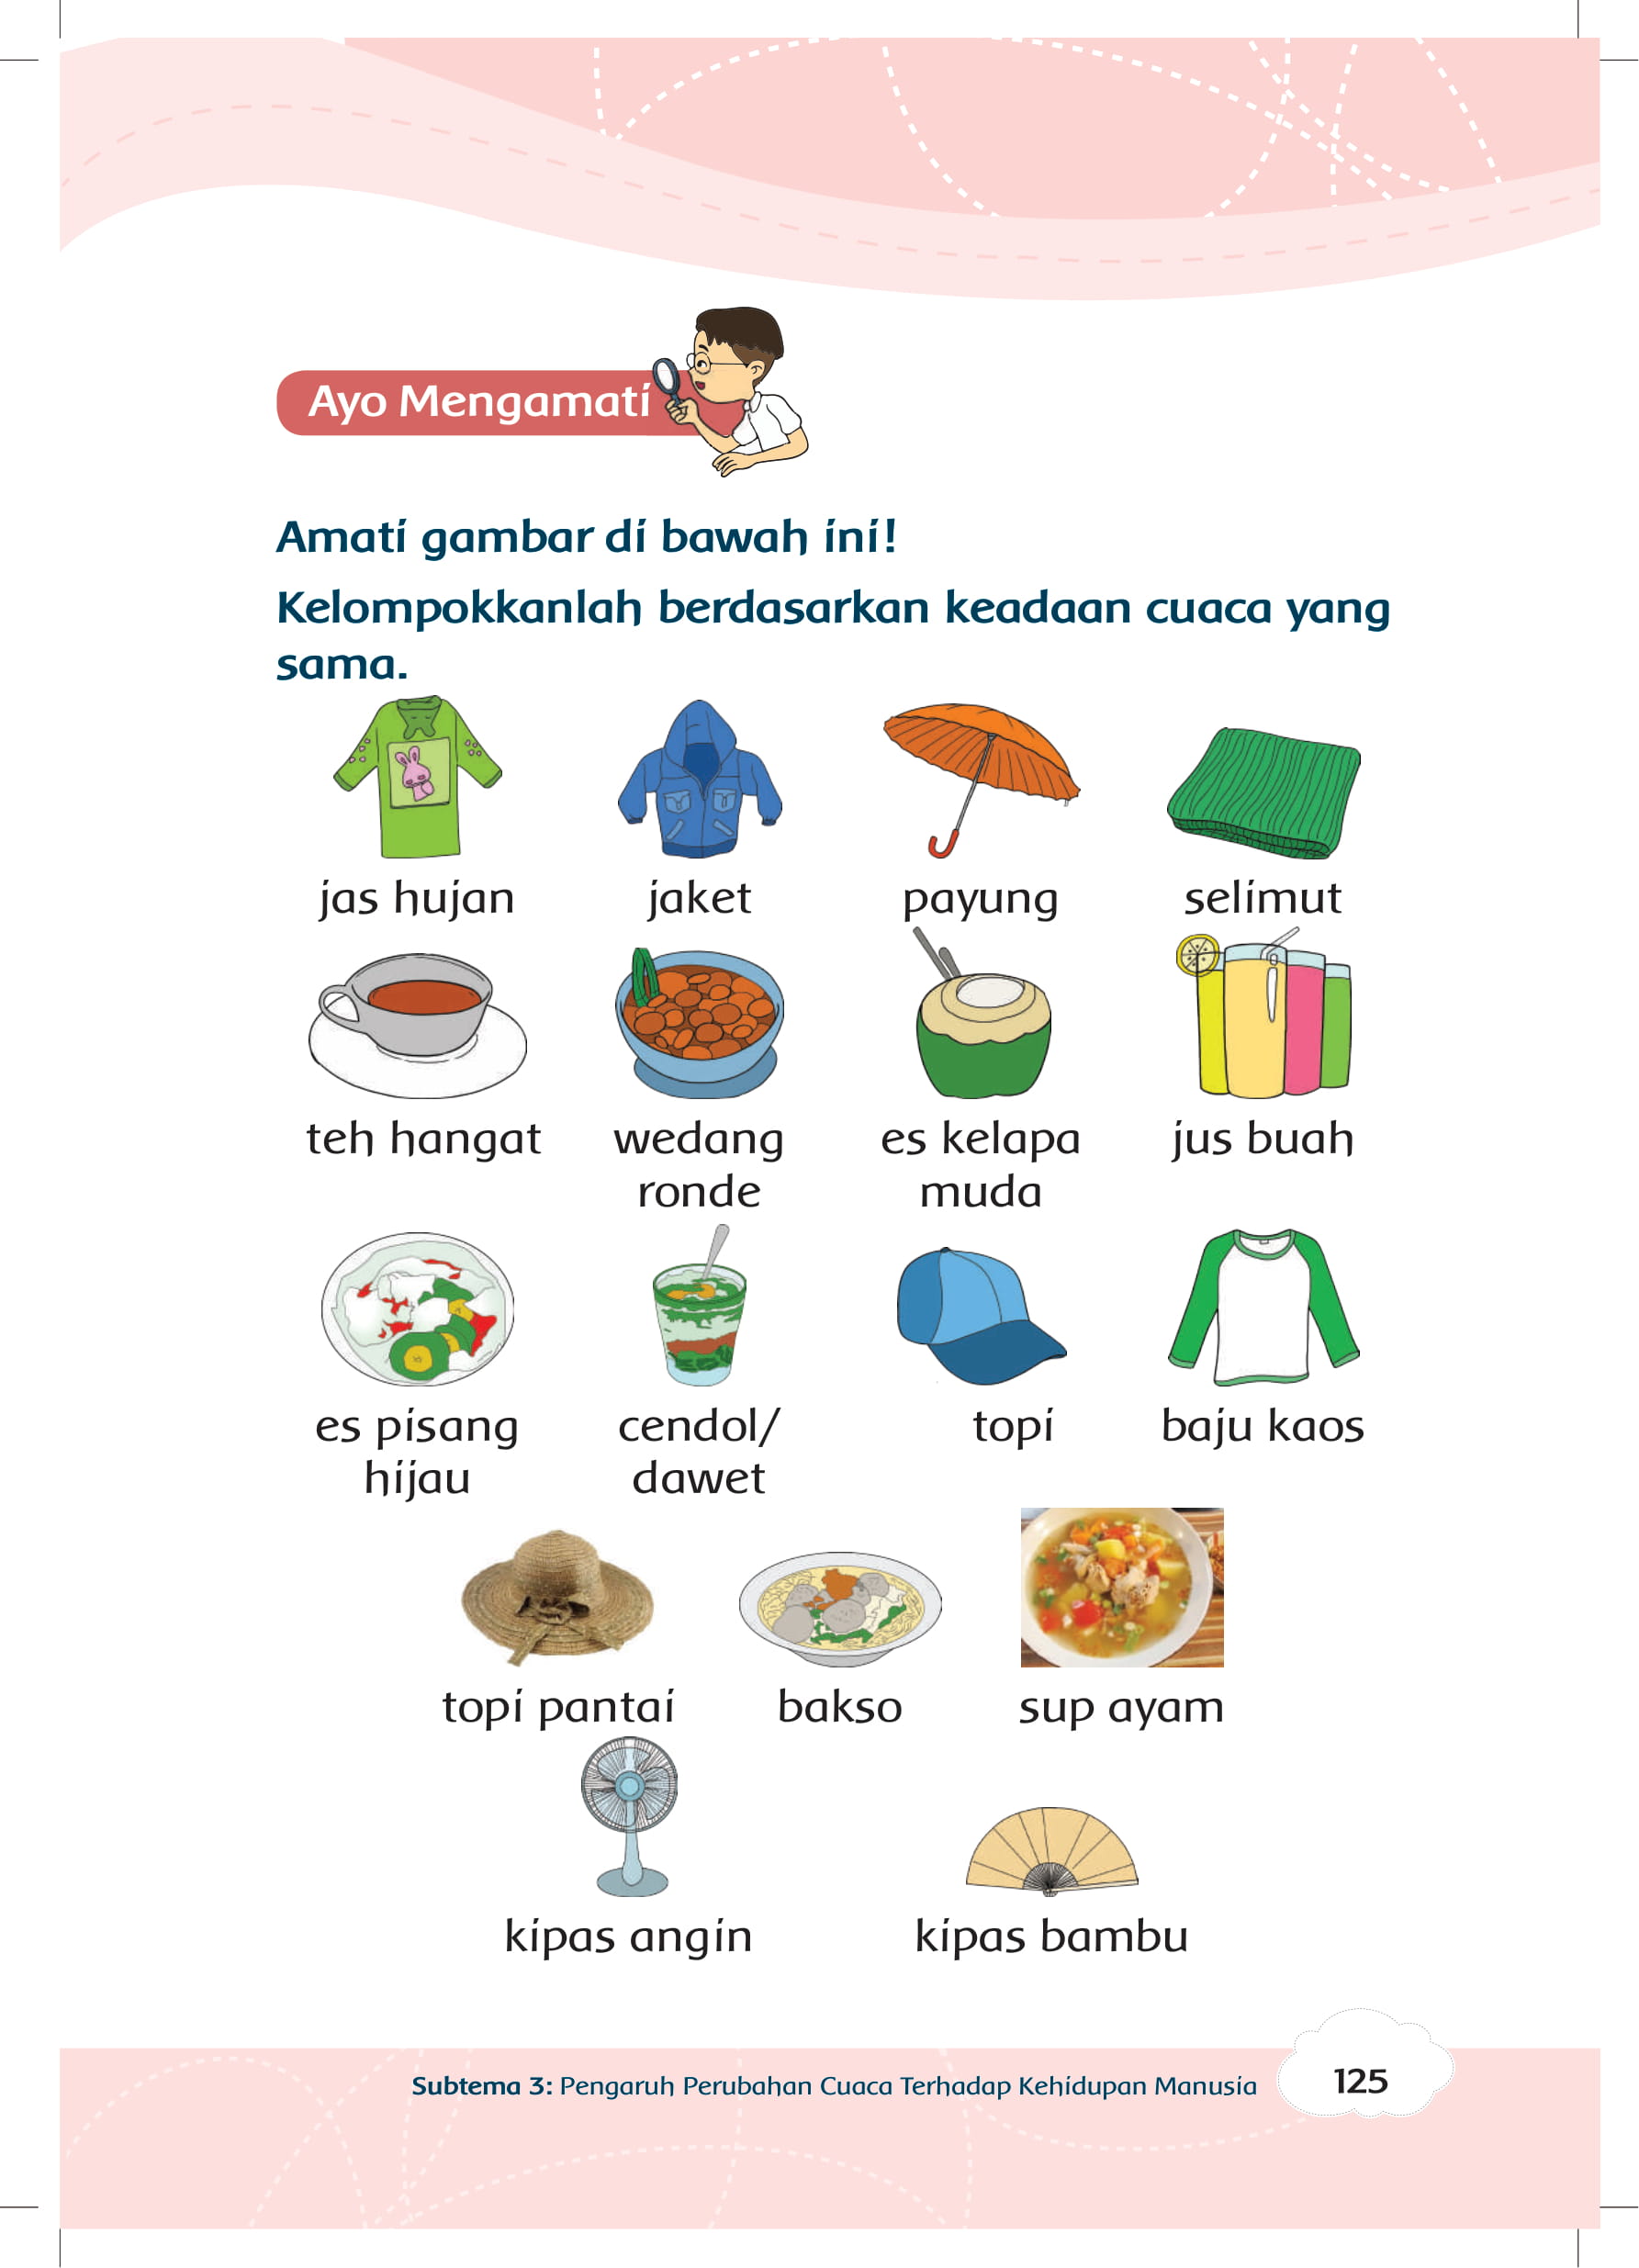 Ayo Mengamati
Amati gambar di bawah ini!
Kelompokkanlah berdasarkan keadaan cuaca yang
sama.
jas hujan
jaket
payung
selimut
teh hangat
wedang
ronde
es kelapa
muda
jus buah
es pisang
hijau
cendol/
dawet
topi
baju kaos
topi pantai
bakso
sup ayam
kipas angin
kipas bambu
Subtema 3: Pengaruh Perubahan Cuaca Terhadap Kehidupan Manusia
125